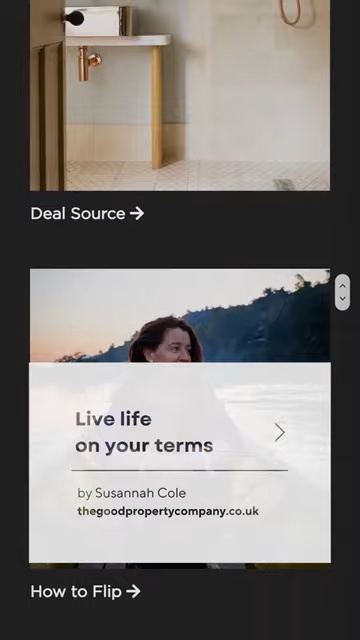 Deal Source →
Live life
on your terms
by Susannah Cole
thegoodpropertycompany.co.uk
How to Flip →